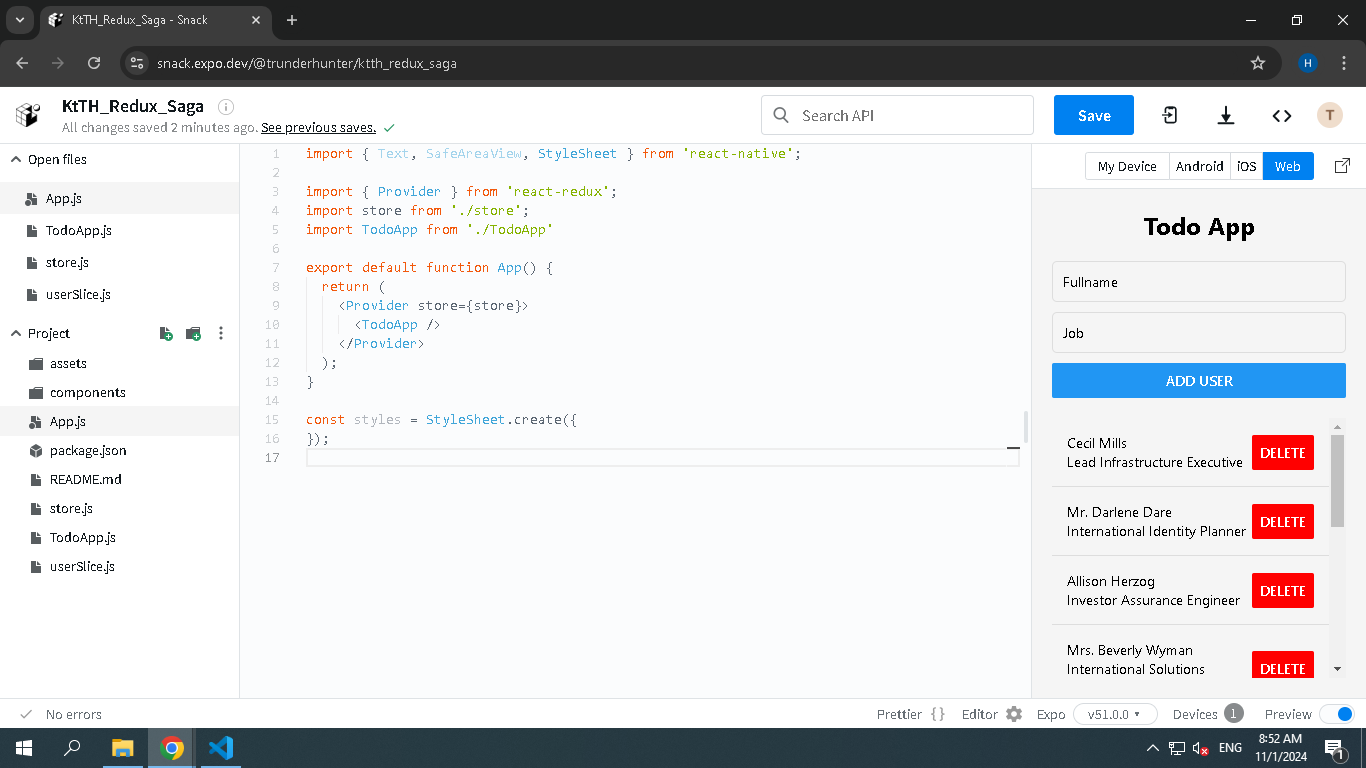 KtTH_Redux_Saga - Snack
snack.expo.dev/@trunderhunter/ktth_redux_saga
H
KtTH_Redux_Saga
All changes saved 2 minutes ago. See previous saves.
Search API
Save
T
Open files
App.js
TodoApp.js
store.js
userSlice.js
Project
assets
components
App.js
package.json
README.md
store.js
TodoApp.js
userSlice.js
1 import { Text, SafeAreaView, StyleSheet } from 'react-native';
2
3 import { Provider } from 'react-redux';
4 import store from './store';
5 import TodoApp from './TodoApp'
6
7 export default function App() {
8 return (
9 <Provider store={store}>
10 <TodoApp />
11 </Provider>
12 );
13 }
14
15 const styles = StyleSheet.create({
16 });
17
My Device Android iOS Web
Todo App
Fullname
Job
ADD USER
Cecil Mills
Lead Infrastructure Executive
DELETE
Mr. Darlene Dare
International Identity Planner
DELETE
Allison Herzog
Investor Assurance Engineer
DELETE
Mrs. Beverly Wyman
International Solutions
DELETE
No errors
Prettier {} Editor Expo v51.0.0 Devices 1 Preview
ENG
8:52 AM
11/1/2024
1